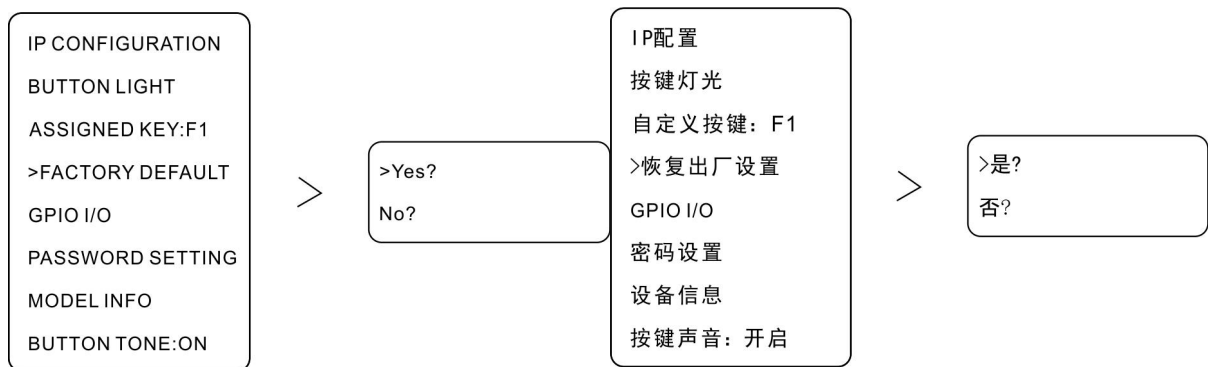 IP CONFIGURATION
BUTTON LIGHT
ASSIGNED KEY:F1
>FACTORY DEFAULT
GPIO I/O
PASSWORD SETTING
MODEL INFO
BUTTON TONE:ON
>
>Yes?
No?
IP配置
按键灯光
自定义按键：F1
>恢复出厂设置
GPIO I/O
密码设置
设备信息
按键声音：开启
>
>是?
否?